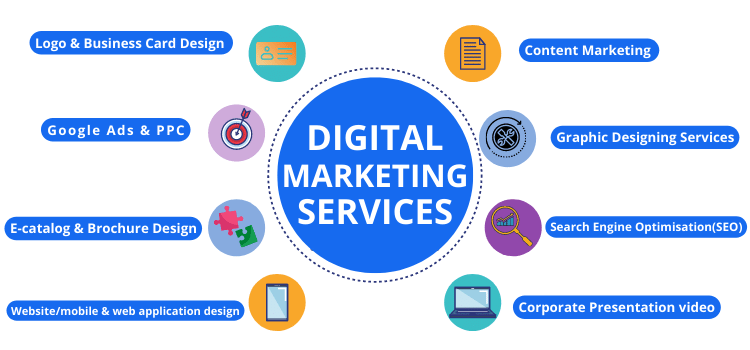 Logo & Business Card Design
Content Marketing
Google Ads & PPC
Graphic Designing Services
DIGITAL
MARKETING
SERVICES
E-catalog & Brochure Design
Search Engine Optimisation(SEO)
Website/mobile & web application design
Corporate Presentation video